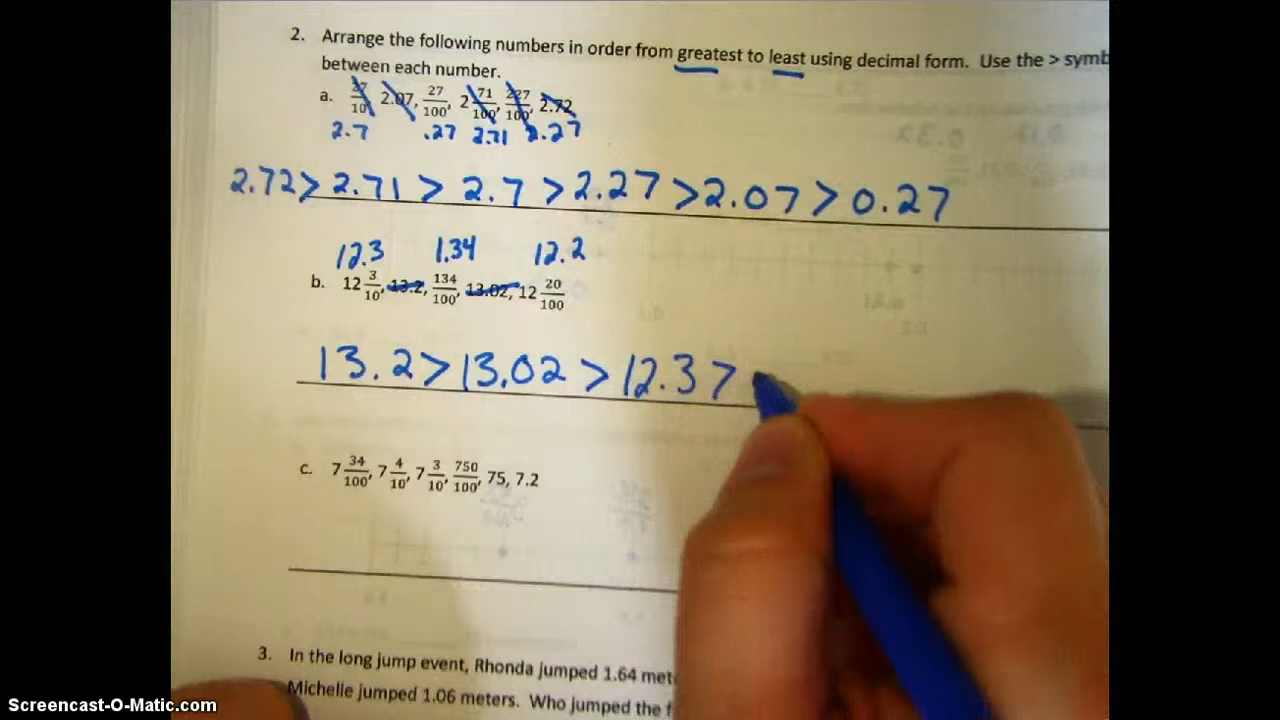 2. Arrange the following numbers in order from greatest to least using decimal form. Use the > symb
between each number.
a. 27/10, 2.07, 27/100, 2 71/100, 227/100, 2.72
2.7 .27 2.71 2.27
2.72 > 2.71 > 2.7 > 2.27 > 2.07 > 0.27
12.3 1.34 12.2
b. 12 3/10, 13.2, 134/100, 13.02, 12 20/100
13.2 > 13.02 > 12.3 >
c. 7 34/100, 7 4/10, 7 3/10, 750/100, 75, 7.2
3. In the long jump event, Rhonda jumped 1.64 met
Michelle jumped 1.06 meters. Who jumped the f
Screencast-O-Matic.com